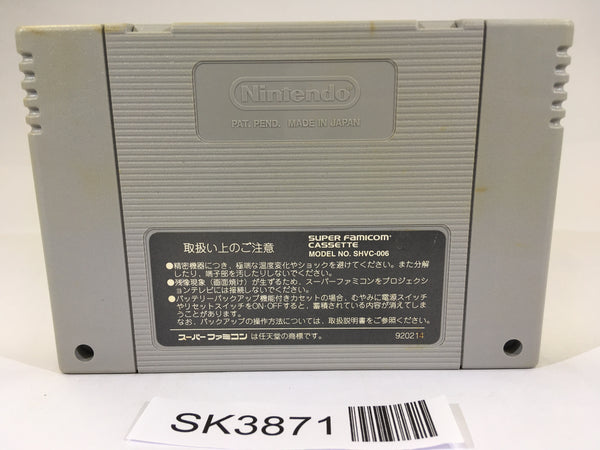 Nintendo
PAT. PEND. MADE IN JAPAN
取扱い上のご注意
SUPER FAMICOM
CASSETTE
MODEL NO. SHVC-006
●精密機器につき、極端な温度変化やショックを避けてください。また分解
したり、端子部を汚したりしないでください。
●残像現象（画面焼け）が生ずるため、スーパーファミコンをプロジェクショ
ンテレビには接続しないでください。
●バッテリーバックアップ機能付きカセットの場合、むやみに電源スイッチ
やリセットスイッチをON・OFFすると、蓄積されている内容が消えてしま
うことがあります。
なお、バックアップの操作方法については、取扱説明書をご参照ください。
スーパーファミコン は任天堂の商標です。
920214
SK3871